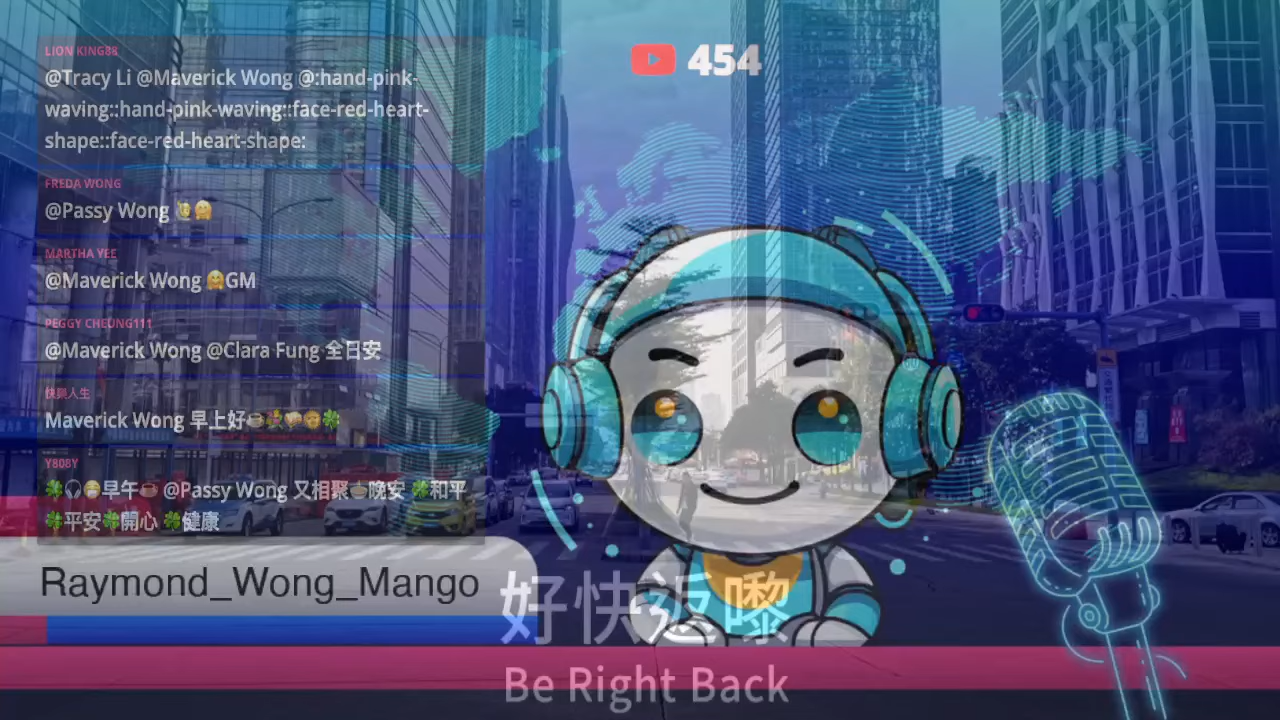 LION KING88
@Tracy Li @Maverick Wong @:hand-pink-
waving::hand-pink-waving::face-red-heart-
shape::face-red-heart-shape:
FREDA WONG
@Passy Wong
MARTHA YEE
@Maverick Wong 🤗GM
PEGGY CHEUNG111
@Maverick Wong @Clara Fung 全日安
快樂人生
Maverick Wong 早上好
Y808Y
🍀🎧😊早午☕ @Passy Wong 又相聚🍵晚安 🍀和平
🍀平安🍀開心 🍀健康
454
Raymond_Wong_Mango
好快返嚟
Be Right Back